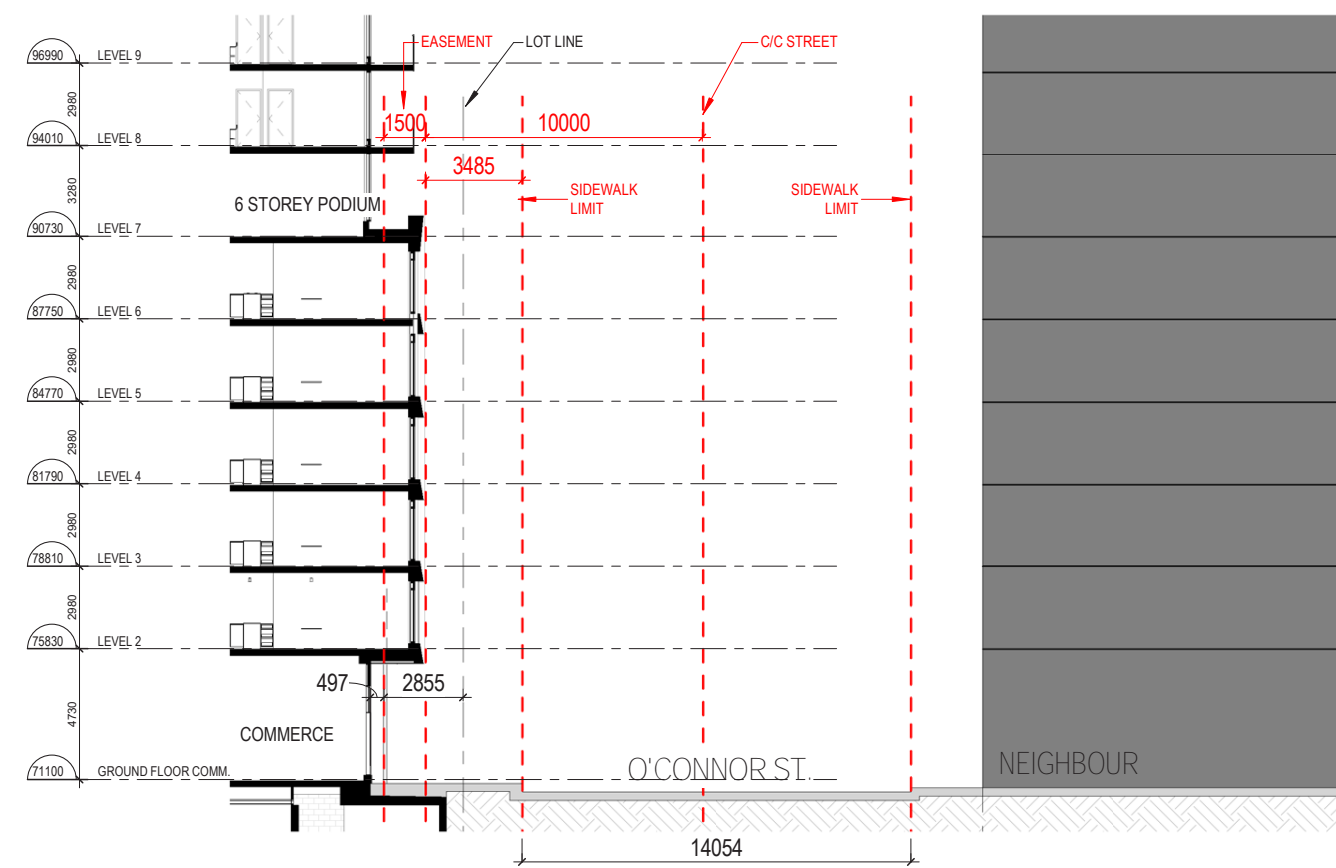 EASEMENT
LOT LINE
C/C STREET
96990 LEVEL 9
2980
1500
10000
94010 LEVEL 8
3280
3485
SIDEWALK
LIMIT
SIDEWALK
LIMIT
6 STOREY PODIUM
90730 LEVEL 7
2980
87750 LEVEL 6
2980
84770 LEVEL 5
2980
81790 LEVEL 4
2980
78810 LEVEL 3
2980
75830 LEVEL 2
497
2855
4730
COMMERCE
71100 GROUND FLOOR COMM.
O'CONNOR ST.
NEIGHBOUR
14054